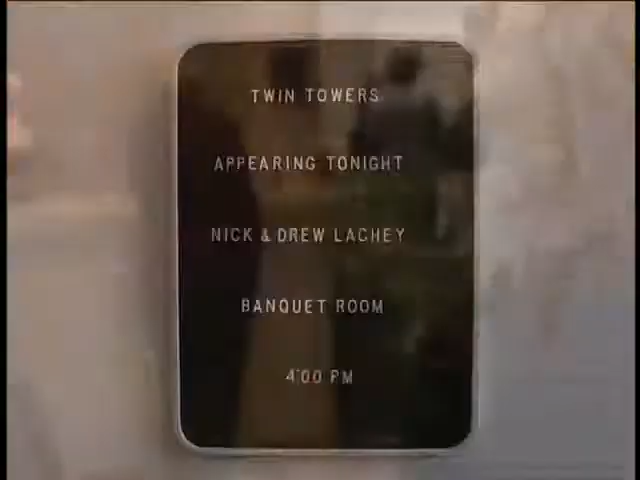 TWIN TOWERS
APPEARING TONIGHT
NICK & DREW LACHEY
BANQUET ROOM
4:00 PM